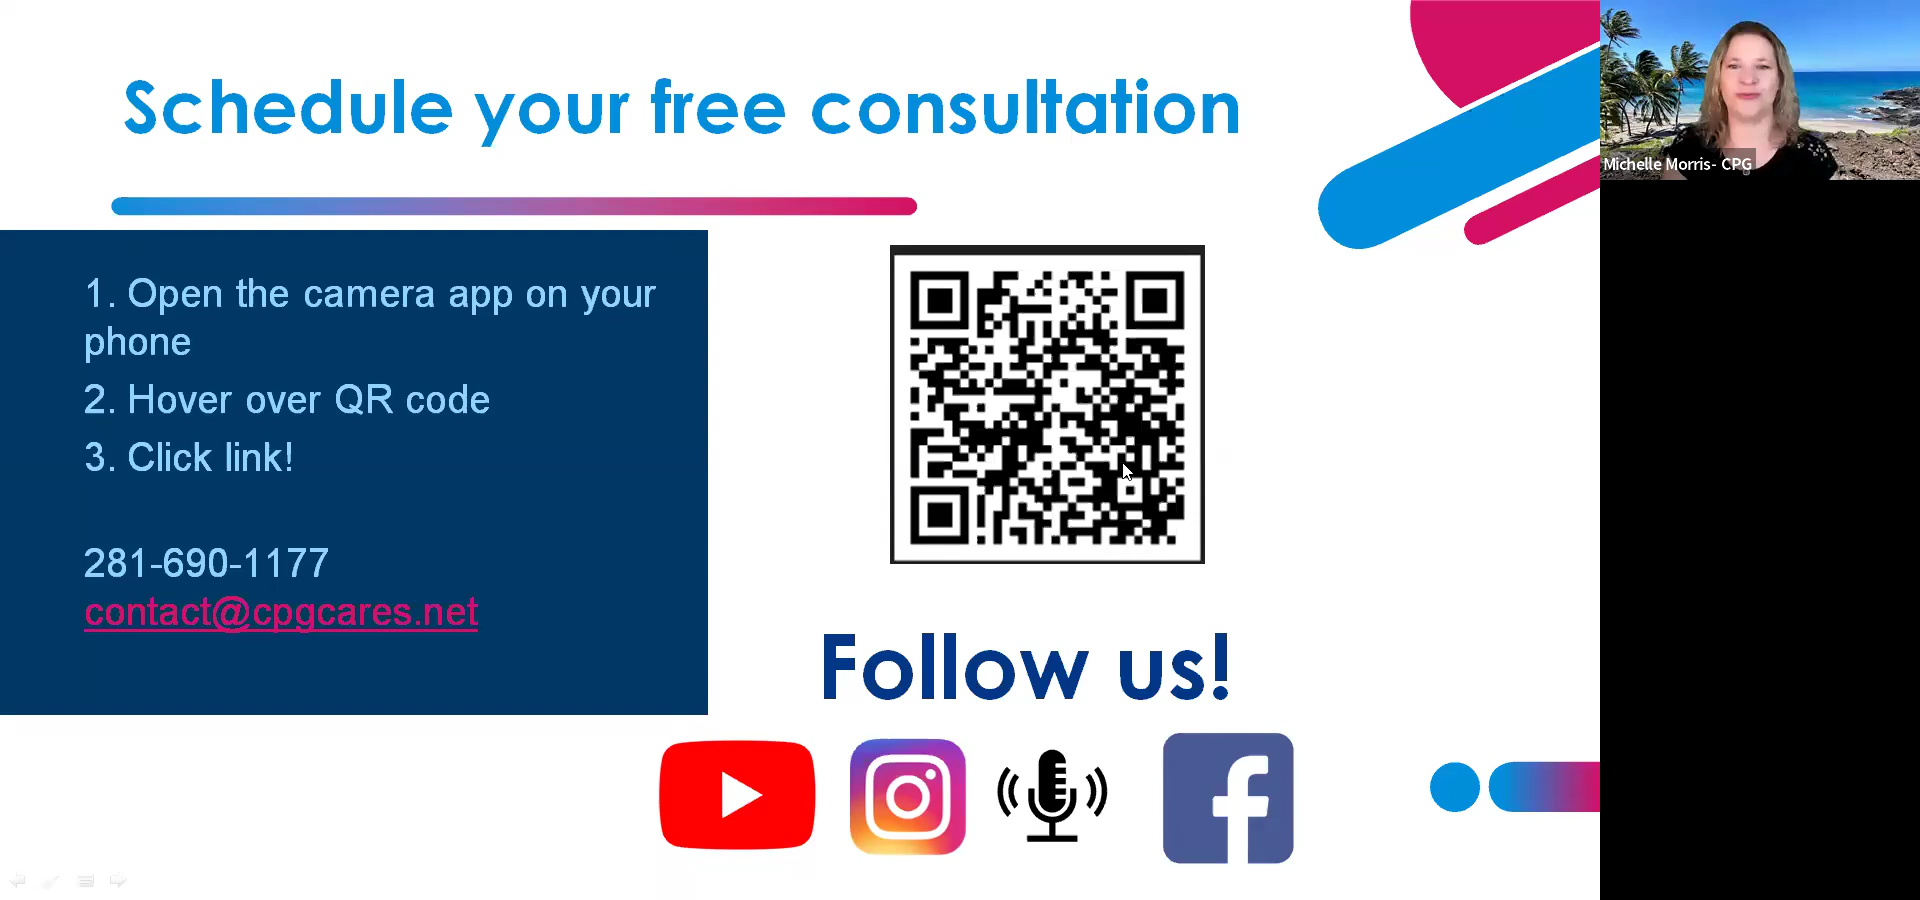 Schedule your free consultation
1. Open the camera app on your
phone
2. Hover over QR code
3. Click link!
281-690-1177
contact@cpgcares.net
Follow us!
Michelle Morris- CPG